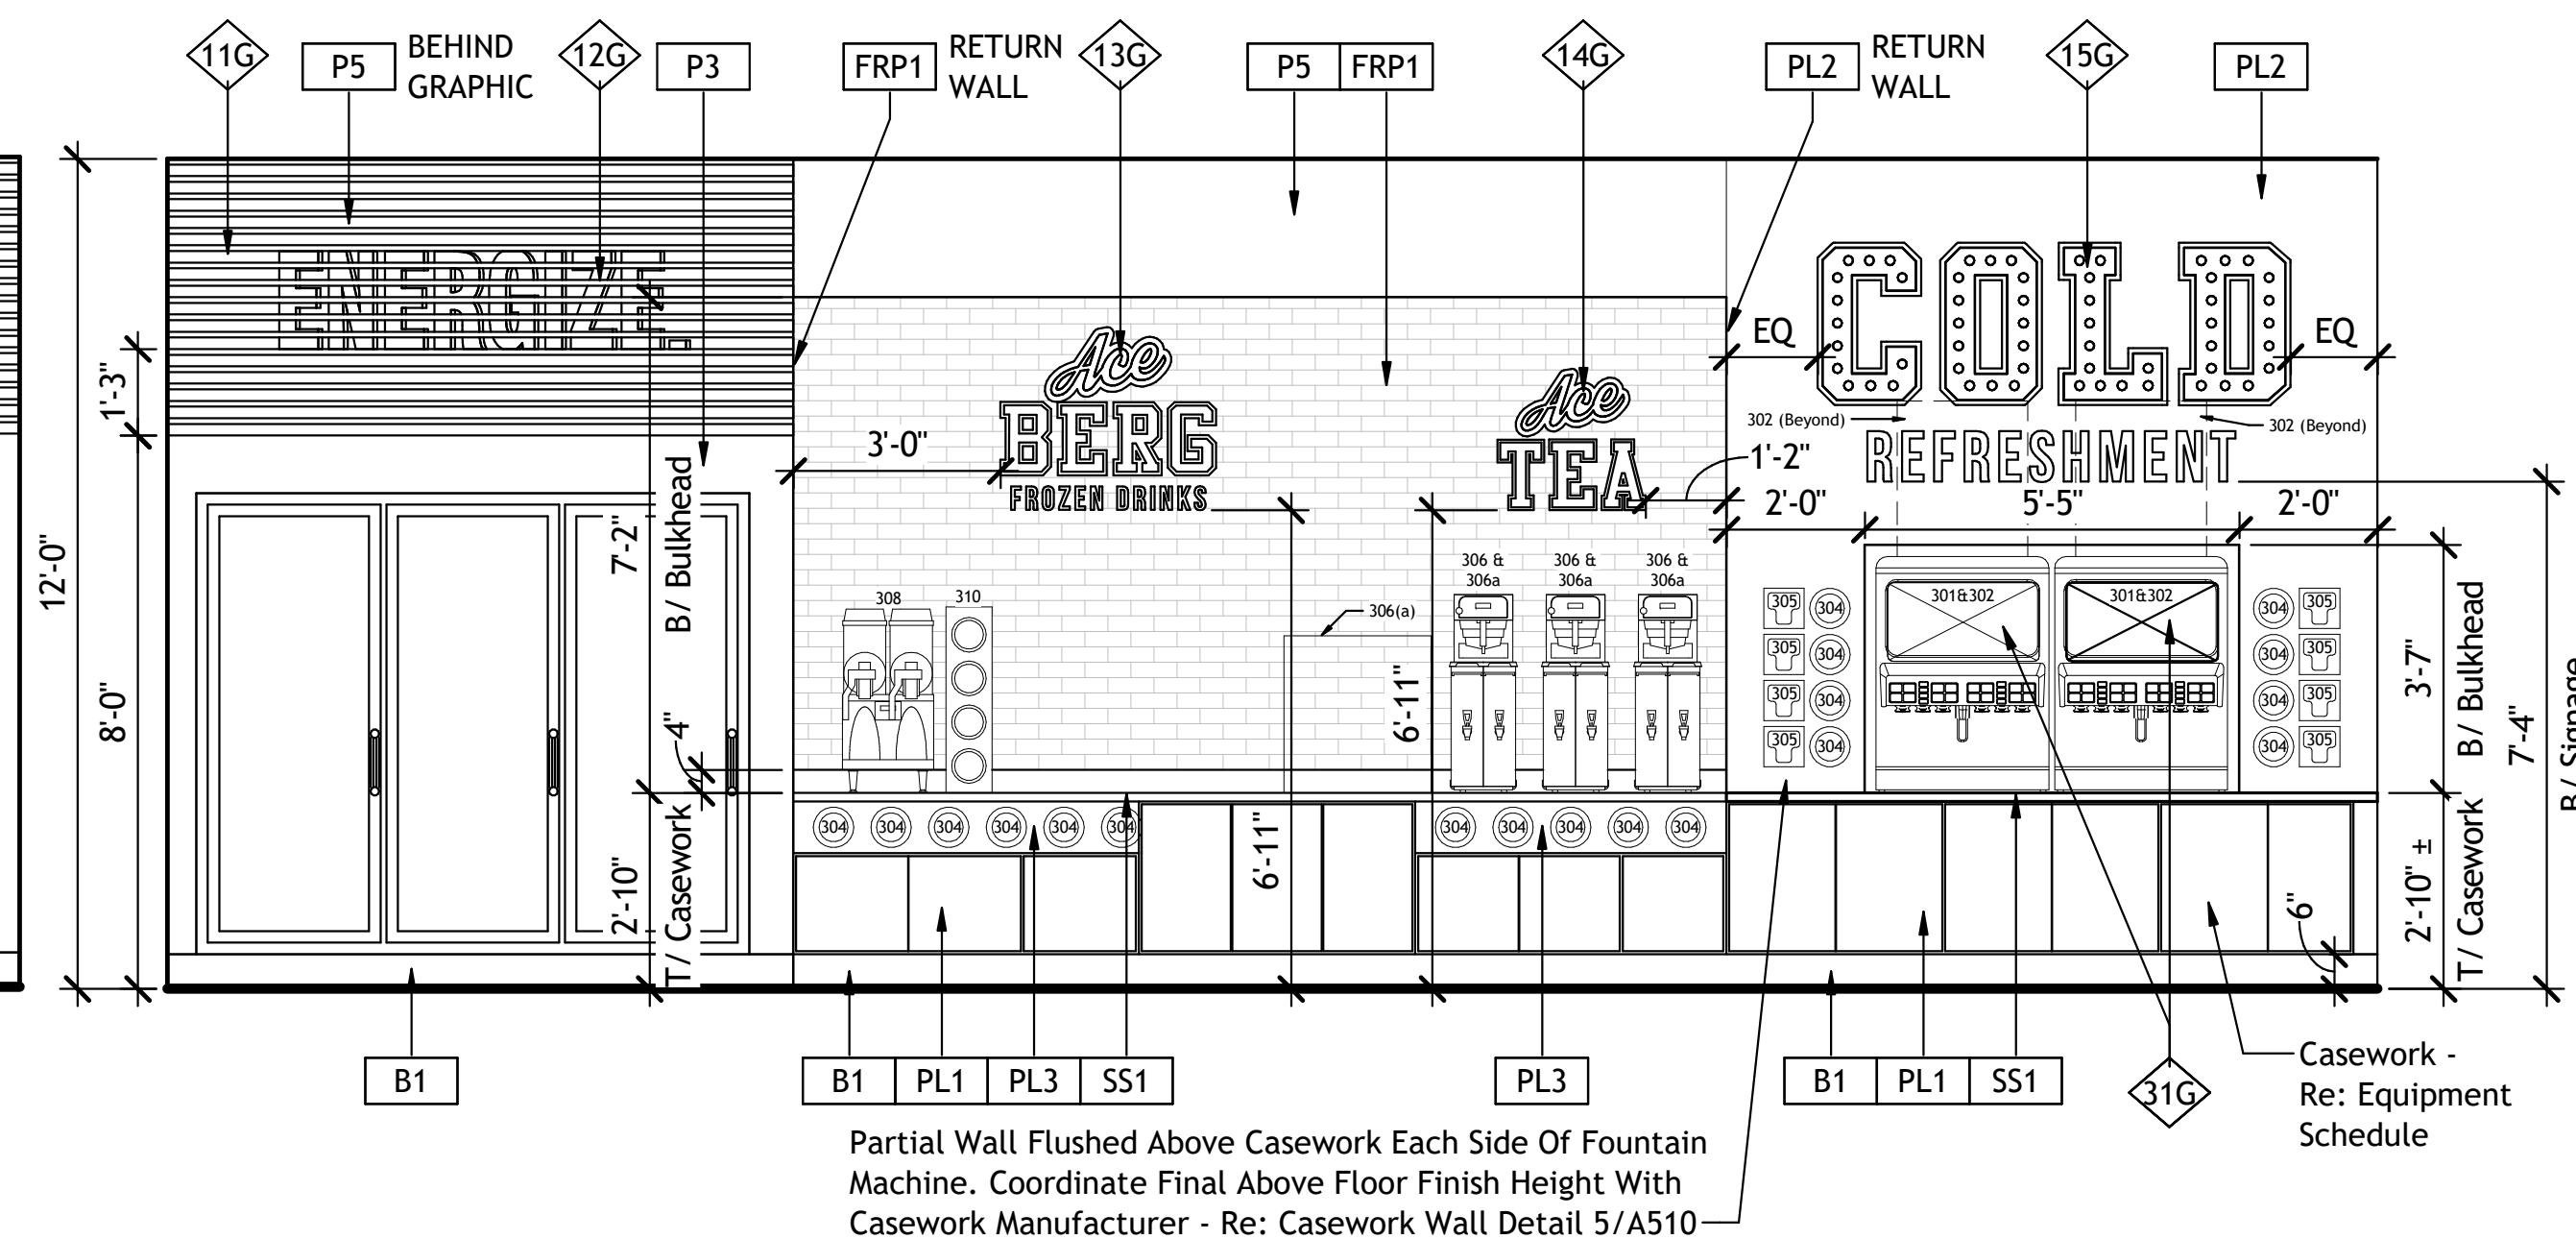 11G
P5
BEHIND
GRAPHIC
12G
P3
FRP1
RETURN
WALL
13G
P5
FRP1
14G
PL2
RETURN
WALL
15G
PL2
12'-0"
1'-3"
8'-0"
ENERGIZE.
7'-2"
B/ Bulkhead
4"
2'-10"
T/ Casework
3'-0"
Ace
BERG
FROZEN DRINKS
308
310
306(a)
6'-11"
6'-11"
Ace
TEA
306 &
306a
306 &
306a
306 &
306a
1'-2"
EQ
COLD
EQ
302 (Beyond)
302 (Beyond)
REFRESHMENT
2'-0"
5'-5"
2'-0"
305
304
301&302
301&302
304
305
305
304
304
305
305
304
304
305
305
304
304
305
304
304
304
304
304
304
304
304
304
304
304
3'-7"
B/ Bulkhead
2'-10" ±
T/ Casework
7'-4"
B/ Signage
6"
B1
B1
PL1
PL3
SS1
PL3
B1
PL1
SS1
31G
Casework -
Re: Equipment
Schedule
Partial Wall Flushed Above Casework Each Side Of Fountain
Machine. Coordinate Final Above Floor Finish Height With
Casework Manufacturer - Re: Casework Wall Detail 5/A510